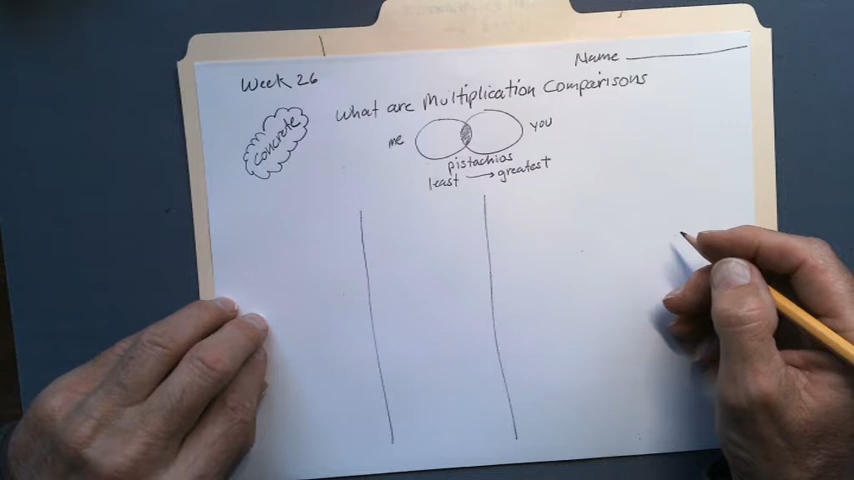 Week 26
Name
What are Multiplication Comparisons
concrete
me
you
pistachios
least → greatest